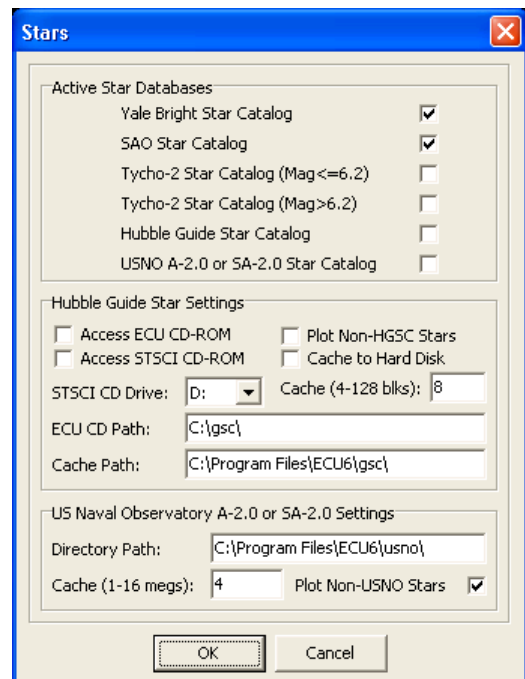 Stars
Active Star Databases
Yale Bright Star Catalog
SAO Star Catalog
Tycho-2 Star Catalog (Mag<=6.2)
Tycho-2 Star Catalog (Mag>6.2)
Hubble Guide Star Catalog
USNO A-2.0 or SA-2.0 Star Catalog
Hubble Guide Star Settings
Access ECU CD-ROM Plot Non-HGSC Stars
Access STSCI CD-ROM Cache to Hard Disk
STSCI CD Drive: D: Cache (4-128 blks): 8
ECU CD Path: C:\gsc\
Cache Path: C:\Program Files\ECU6\gsc\
US Naval Observatory A-2.0 or SA-2.0 Settings
Directory Path: C:\Program Files\ECU6\usno\
Cache (1-16 megs): 4 Plot Non-USNO Stars
OK Cancel